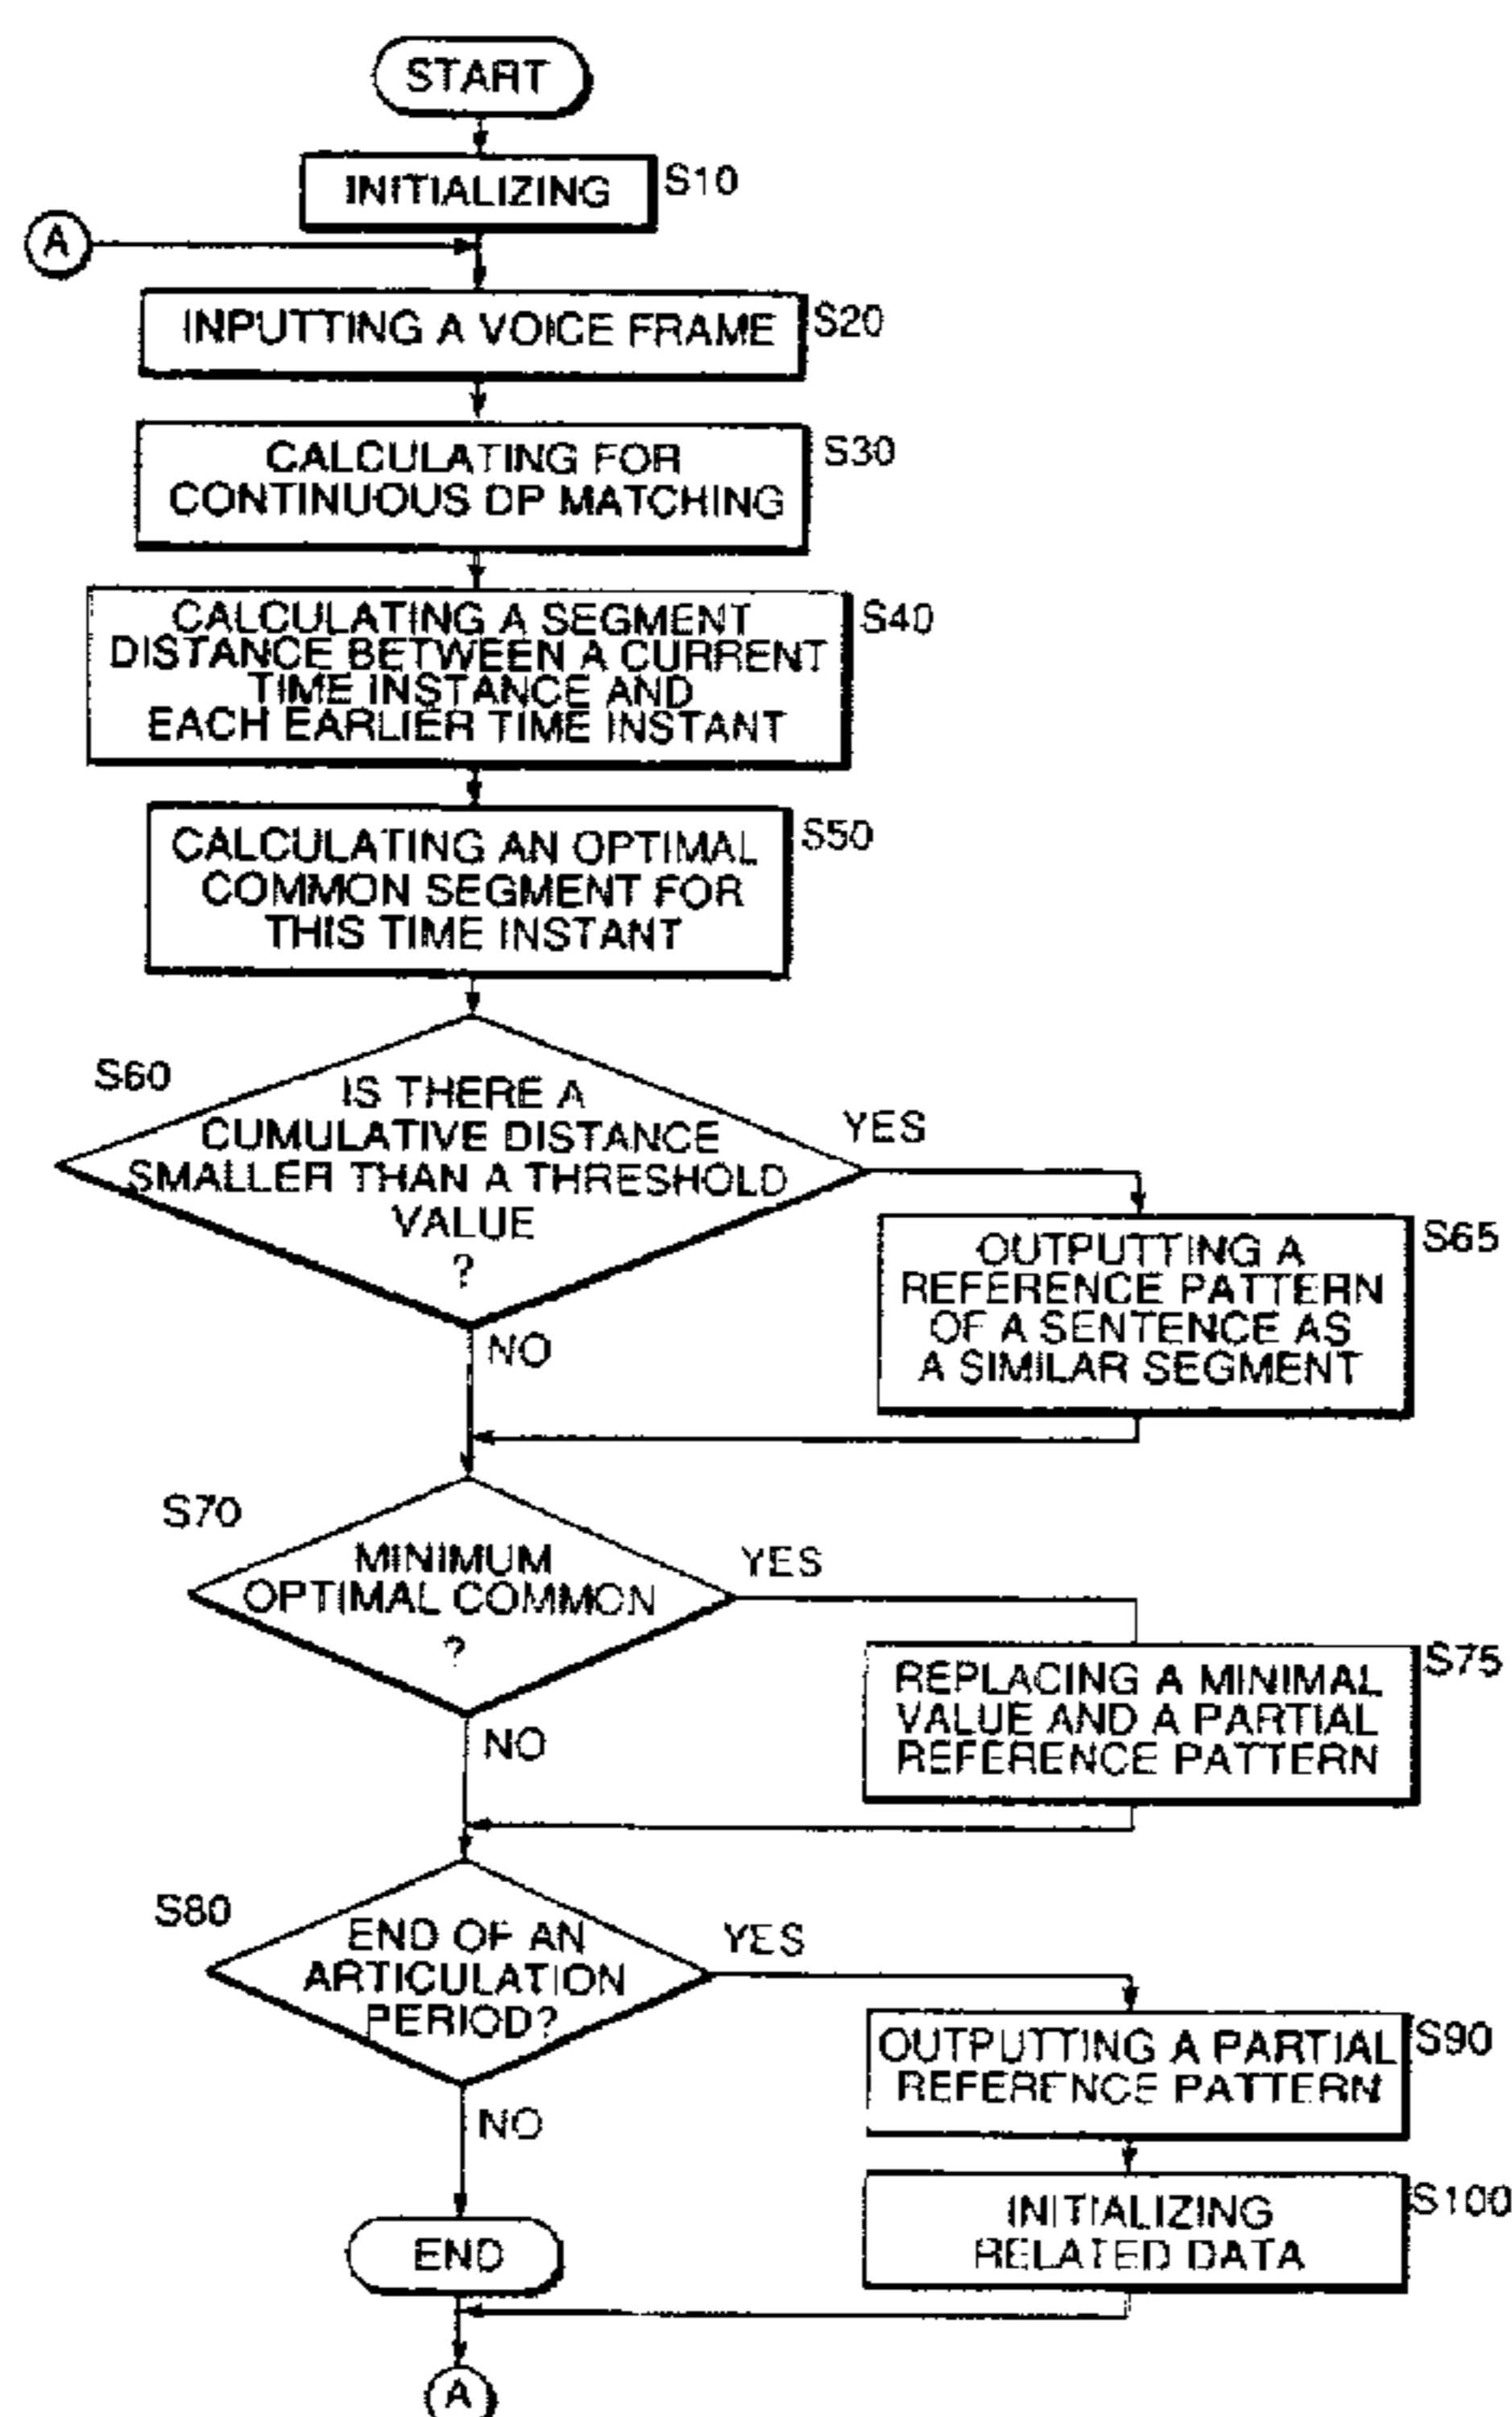 START
INITIALIZING
S10
A
INPUTTING A VOICE FRAME
S20
CALCULATING FOR
CONTINUOUS DP MATCHING
S30
CALCULATING A SEGMENT
DISTANCE BETWEEN A CURRENT
TIME INSTANCE AND
EACH EARLIER TIME INSTANT
S40
CALCULATING AN OPTIMAL
COMMON SEGMENT FOR
THIS TIME INSTANT
S50
S60
IS THERE A
CUMULATIVE DISTANCE
SMALLER THAN A THRESHOLD
VALUE
?
YES
NO
OUTPUTTING A
REFERENCE PATTERN
OF A SENTENCE AS
A SIMILAR SEGMENT
S65
S70
MINIMUM
OPTIMAL COMMON
?
YES
NO
REPLACING A MINIMAL
VALUE AND A PARTIAL
REFERENCE PATTERN
S75
S80
END OF AN
ARTICULATION
PERIOD?
YES
NO
OUTPUTTING A PARTIAL
REFERENCE PATTERN
S90
INITIALIZING
RELATED DATA
S100
END
A